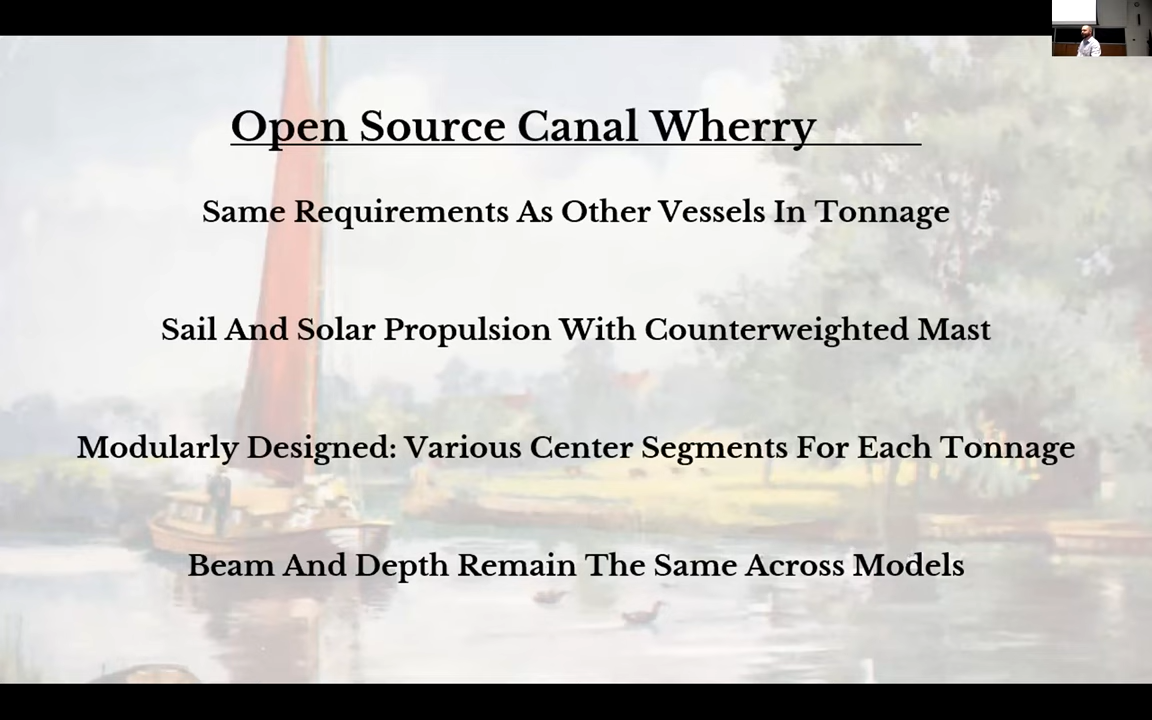 Open Source Canal Wherry
Same Requirements As Other Vessels In Tonnage
Sail And Solar Propulsion With Counterweighted Mast
Modularly Designed: Various Center Segments For Each Tonnage
Beam And Depth Remain The Same Across Models